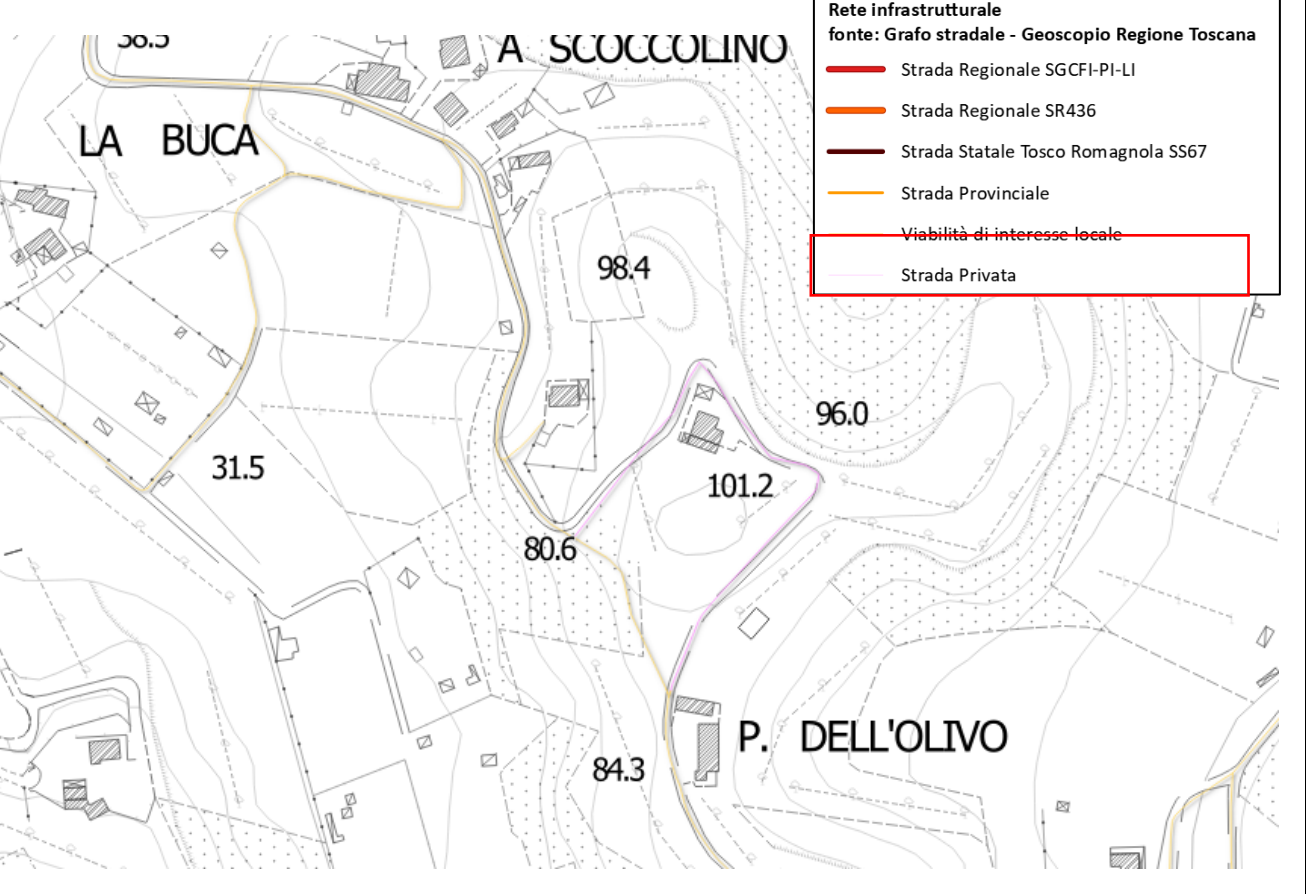 Rete infrastrutturale
fonte: Grafo stradale - Geoscopio Regione Toscana
Strada Regionale SGCFI-PI-LI
Strada Regionale SR436
Strada Statale Tosco Romagnola SS67
Strada Provinciale
Viabilità di interesse locale
Strada Privata
38.5
A SCOCCOLINO
LA BUCA
98.4
96.0
31.5
101.2
80.6
P. DELL'OLIVO
84.3